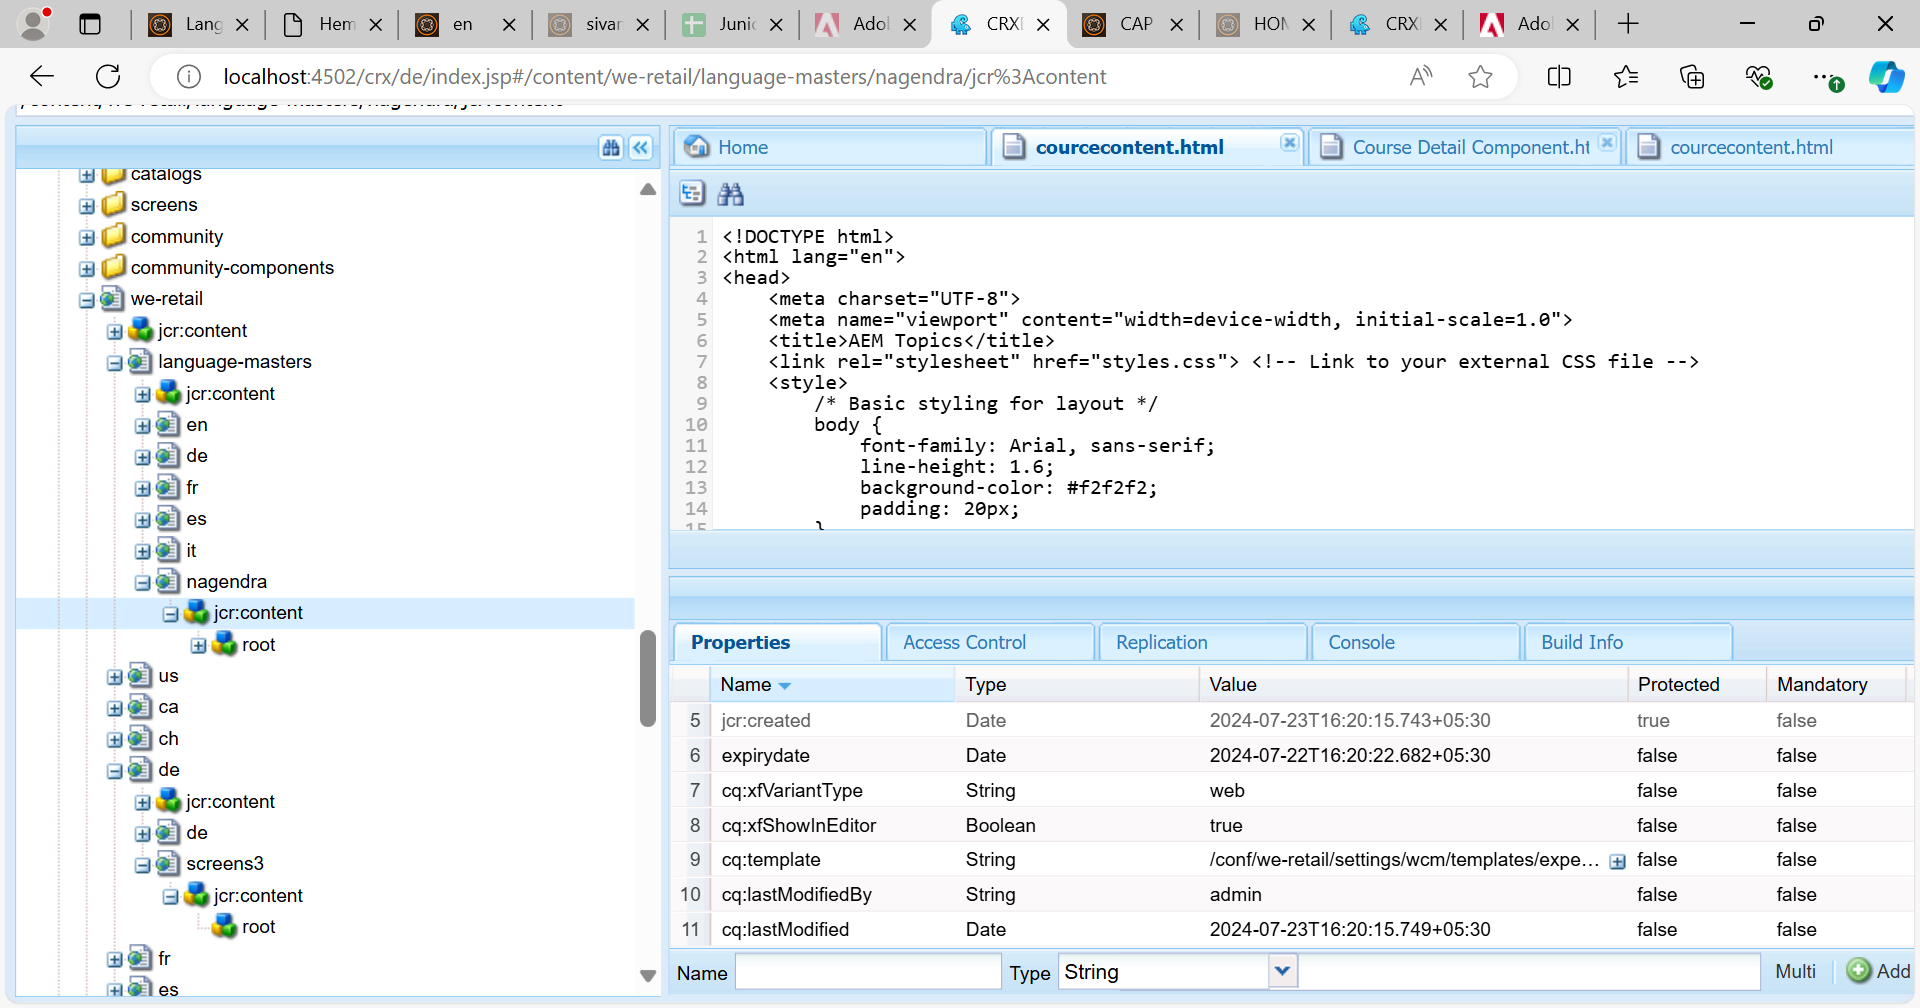 Lang
Hem
en
sivar
Junic
Adol
CRXI
CAP
HOM
CRXI
Adol
localhost:4502/crx/de/index.jsp#/content/we-retail/language-masters/nagendra/jcr%3Acontent
/content/we-retail/language-masters/nagendra/jcr:content
Home
courcecontent.html
Course Detail Component.ht
courcecontent.html
catalogs
screens
community
community-components
we-retail
jcr:content
language-masters
jcr:content
en
de
fr
es
it
nagendra
jcr:content
root
us
ca
ch
de
jcr:content
de
screens3
jcr:content
root
fr
es
1 <!DOCTYPE html>
2 <html lang="en">
3 <head>
4 <meta charset="UTF-8">
5 <meta name="viewport" content="width=device-width, initial-scale=1.0">
6 <title>AEM Topics</title>
7 <link rel="stylesheet" href="styles.css"> <!-- Link to your external CSS file -->
8 <style>
9 /* Basic styling for layout */
10 body {
11 font-family: Arial, sans-serif;
12 line-height: 1.6;
13 background-color: #f2f2f2;
14 padding: 20px;
15 }
Properties
Access Control
Replication
Console
Build Info
Name Type Value Protected Mandatory
5 jcr:created Date 2024-07-23T16:20:15.743+05:30 true false
6 expirydate Date 2024-07-22T16:20:22.682+05:30 false false
7 cq:xfVariantType String web false false
8 cq:xfShowInEditor Boolean true false false
9 cq:template String /conf/we-retail/settings/wcm/templates/expe... false false
10 cq:lastModifiedBy String admin false false
11 cq:lastModified Date 2024-07-23T16:20:15.749+05:30 false false
Name Type String Multi Add